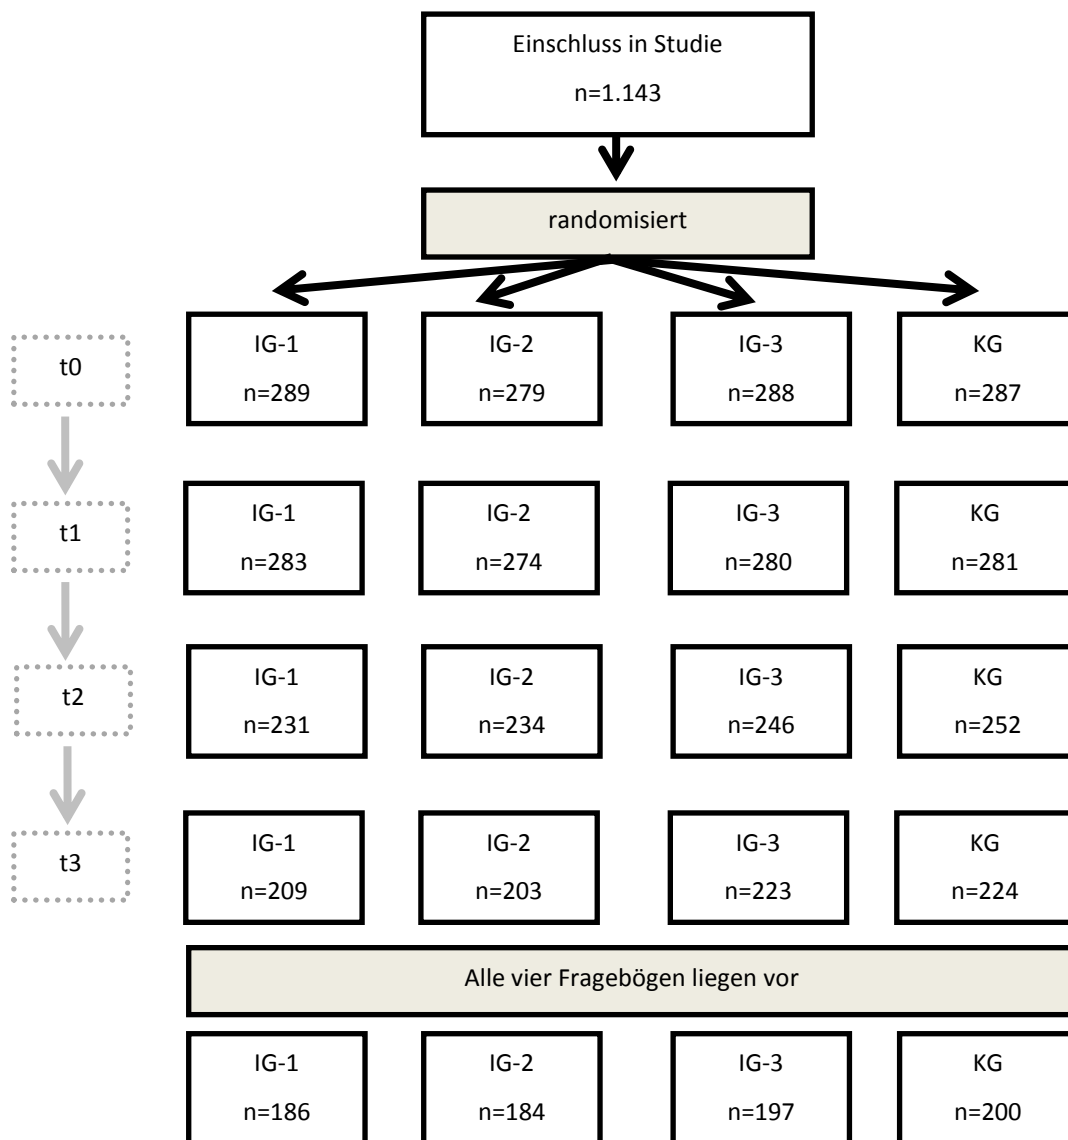 Einschluss in Studie
n=1.143
randomisiert
t0
IG-1
n=289
IG-2
n=279
IG-3
n=288
KG
n=287
t1
IG-1
n=283
IG-2
n=274
IG-3
n=280
KG
n=281
t2
IG-1
n=231
IG-2
n=234
IG-3
n=246
KG
n=252
t3
IG-1
n=209
IG-2
n=203
IG-3
n=223
KG
n=224
Alle vier Fragebögen liegen vor
IG-1
n=186
IG-2
n=184
IG-3
n=197
KG
n=200